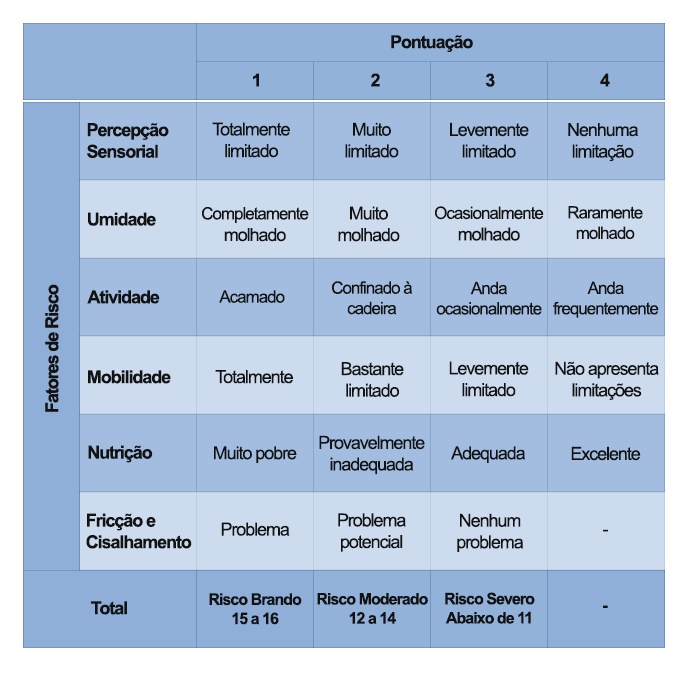 Pontuação
1 2 3 4
Fatores de Risco
Percepção Totalmente Muito Levemente Nenhuma
Sensorial limitado limitado limitado limitação
Umidade Completamente Muito Ocasionalmente Raramente
molhado molhado molhado molhado
Atividade Acamado Confinado à Anda Anda
cadeira ocasionalmente frequentemente
Mobilidade Totalmente Bastante Levemente Não apresenta
limitado limitado limitações
Nutrição Muito pobre Provavelmente Adequada Excelente
inadequada
Fricção e Problema Problema Nenhum -
Cisalhamento potencial problema
Total Risco Brando Risco Moderado Risco Severo -
15 a 16 12 a 14 Abaixo de 11